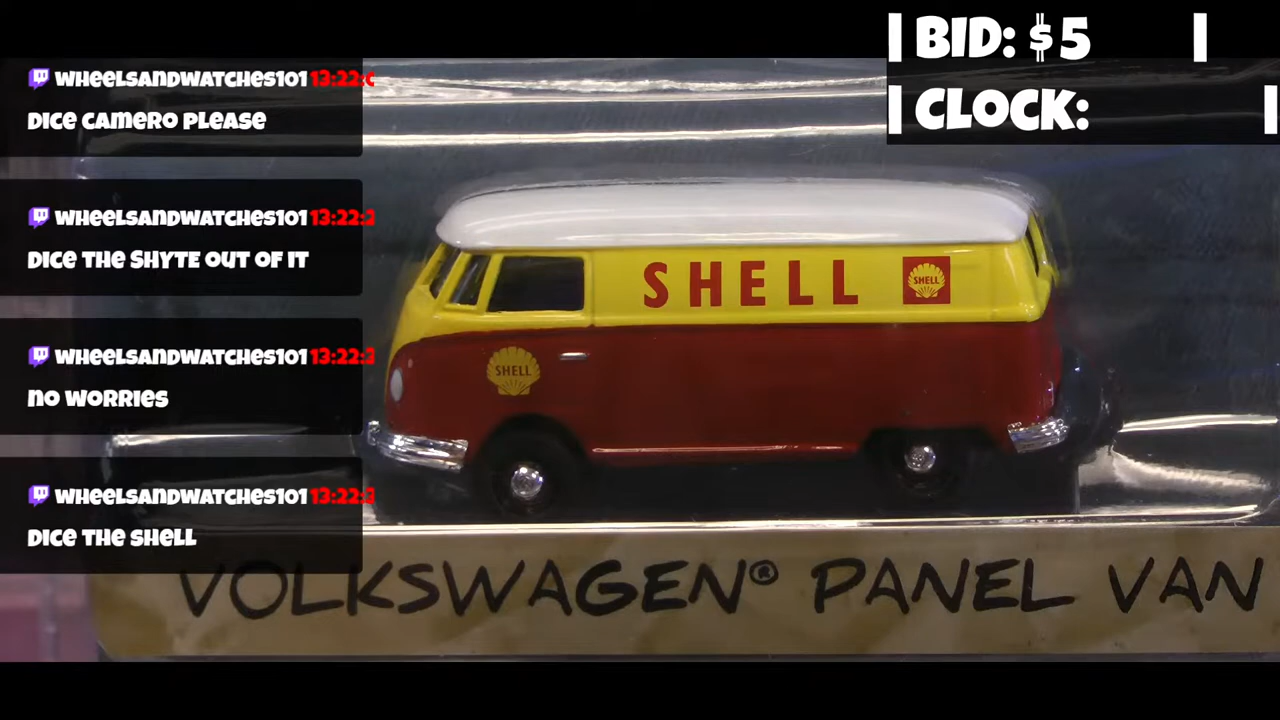 | BID: $5 |
| CLOCK: |
WHEELSANDWATCHES101
DICE CAMERO PLEASE
WHEELSANDWATCHES101
DICE THE SHYTE OUT OF IT
WHEELSANDWATCHES101
NO WORRIES
WHEELSANDWATCHES101
DICE THE SHELL
SHELL
SHELL
SHELL
VOLKSWAGEN® PANEL VAN